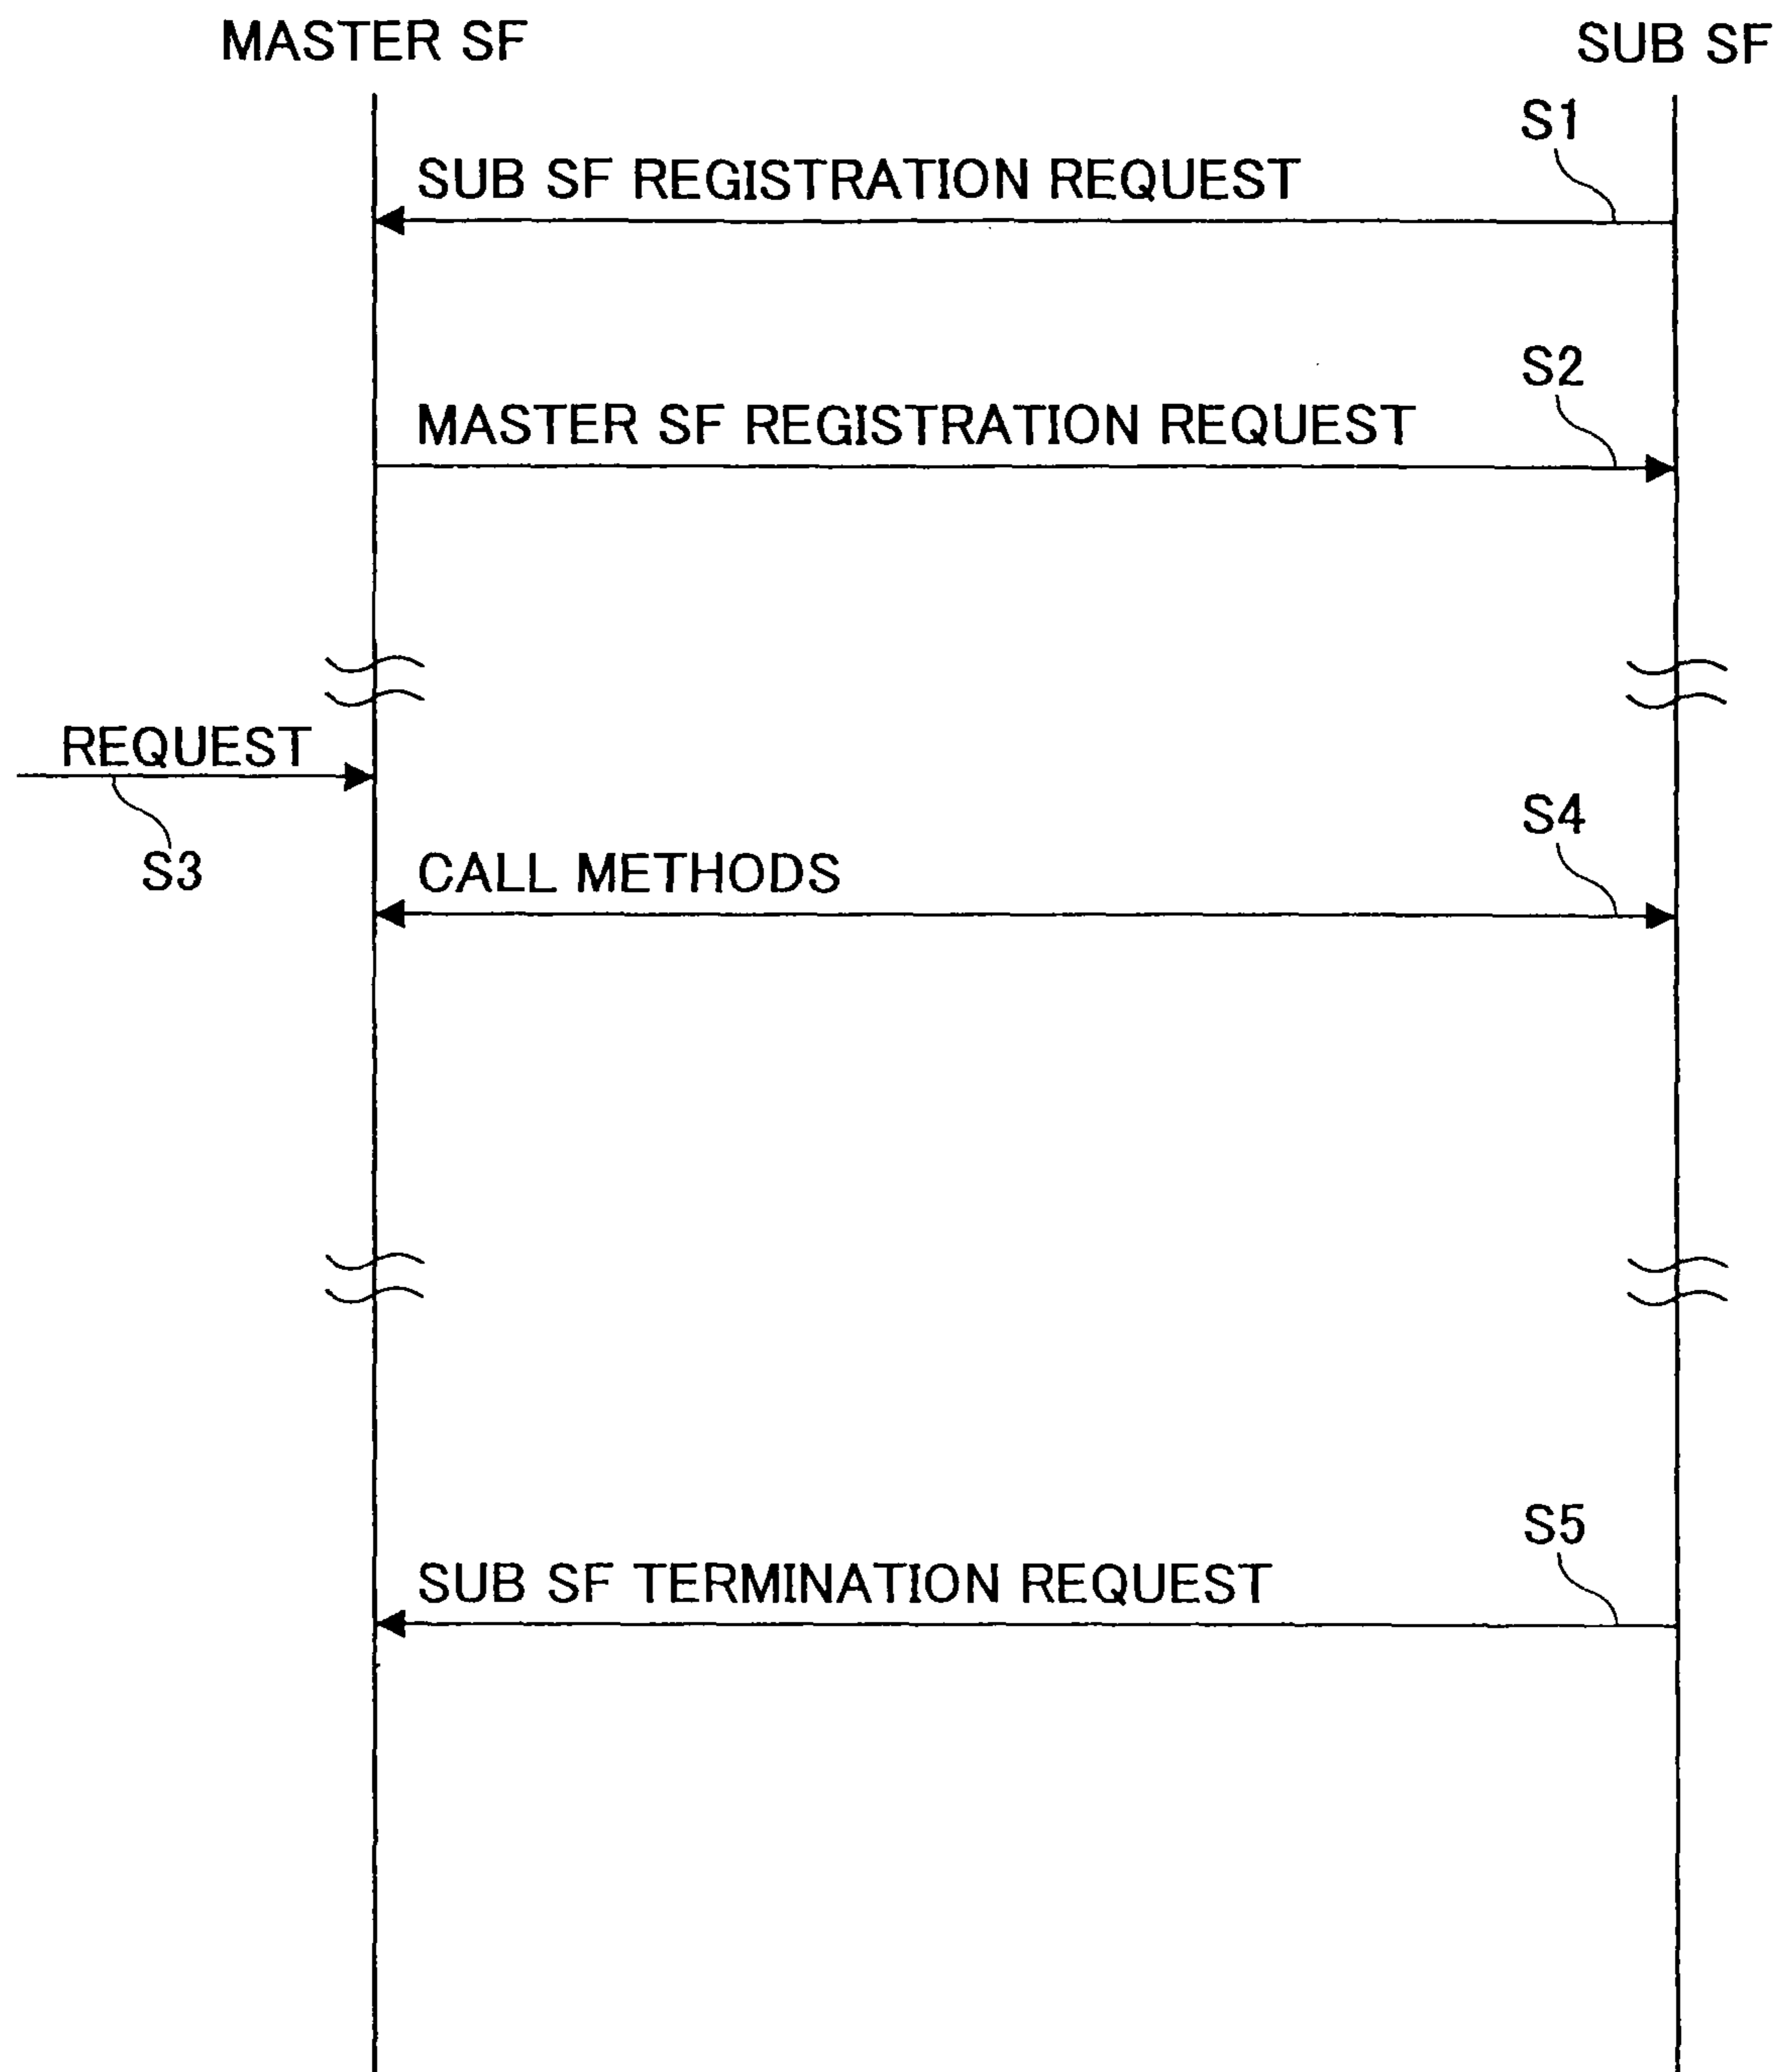 MASTER SF
SUB SF
S1
SUB SF REGISTRATION REQUEST
S2
MASTER SF REGISTRATION REQUEST
REQUEST
S3
S4
CALL METHODS
S5
SUB SF TERMINATION REQUEST